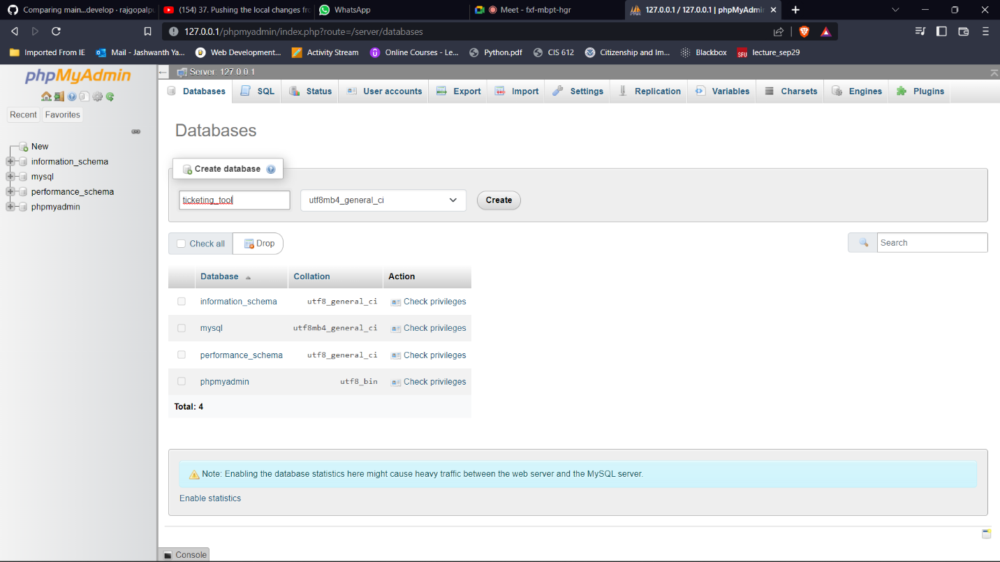 Comparing main...develop · rajgopalpu
(154) 37. Pushing the local changes fro
WhatsApp
Meet - fxf-mbpt-hgr
127.0.0.1 / 127.0.0.1 | phpMyAdmin
127.0.0.1/phpmyadmin/index.php?route=/server/databases
Imported From IE
Mail - Jashwanth Ya...
Web Development...
Activity Stream
Online Courses - Le...
Python.pdf
CIS 612
Citizenship and Im...
Blackbox
SFU
lecture_sep29
phpMyAdmin
Recent
Favorites
New
information_schema
mysql
performance_schema
phpmyadmin
Server: 127.0.0.1
Databases
SQL
Status
User accounts
Export
Import
Settings
Replication
Variables
Charsets
Engines
Plugins
Databases
Create database
ticketing_tool
utf8mb4_general_ci
Create
Check all
Drop
Search
Database Collation Action
information_schema utf8_general_ci Check privileges
mysql utf8mb4_general_ci Check privileges
performance_schema utf8_general_ci Check privileges
phpmyadmin utf8_bin Check privileges
Total: 4
Note: Enabling the database statistics here might cause heavy traffic between the web server and the MySQL server.
Enable statistics
Console